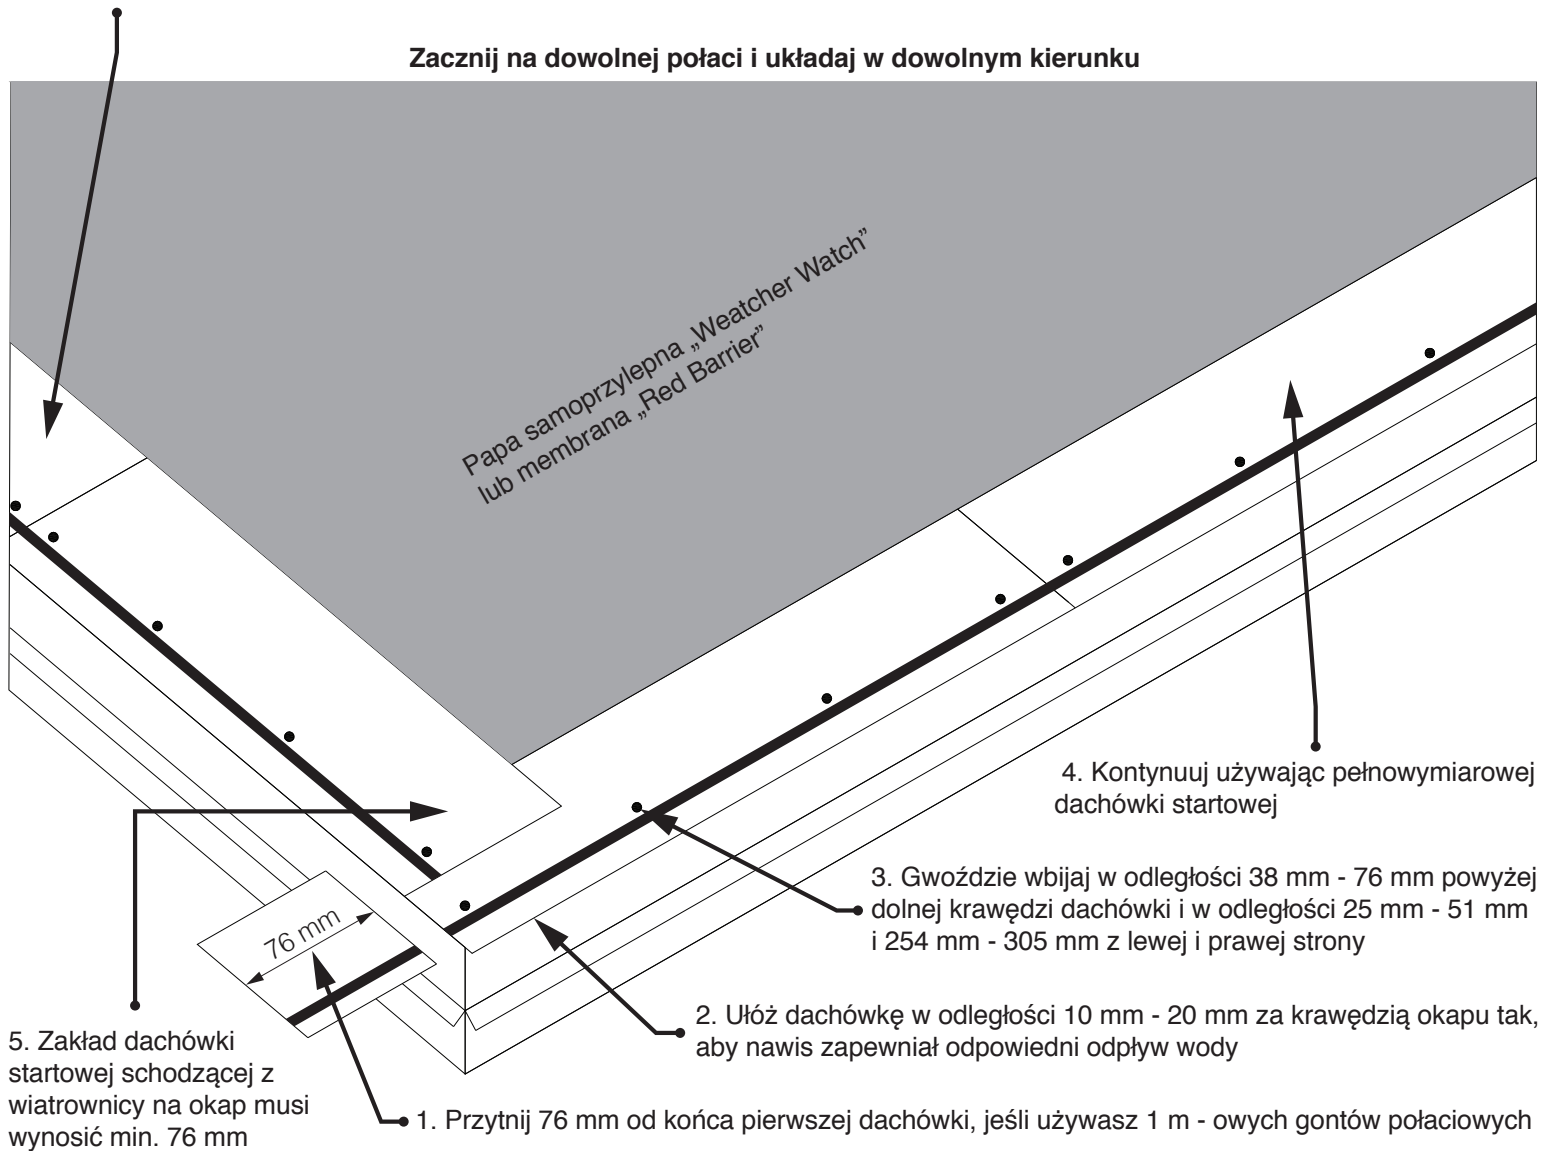 Zacznij na dowolnej połaci i układaj w dowolnym kierunku
Papa samoprzylepna „Weatcher Watch”
lub membrana „Red Barrier”
4. Kontynuuj używając pełnowymiarowej
dachówki startowej
3. Gwoździe wbijaj w odległości 38 mm - 76 mm powyżej
dolnej krawędzi dachówki i w odległości 25 mm - 51 mm
i 254 mm - 305 mm z lewej i prawej strony
76 mm
2. Ułóż dachówkę w odległości 10 mm - 20 mm za krawędzią okapu tak,
aby nawis zapewniał odpowiedni odpływ wody
5. Zakład dachówki
startowej schodzącej z
wiatrownicy na okap musi
wynosić min. 76 mm
1. Przytnij 76 mm od końca pierwszej dachówki, jeśli używasz 1 m - owych gontów połaciowych